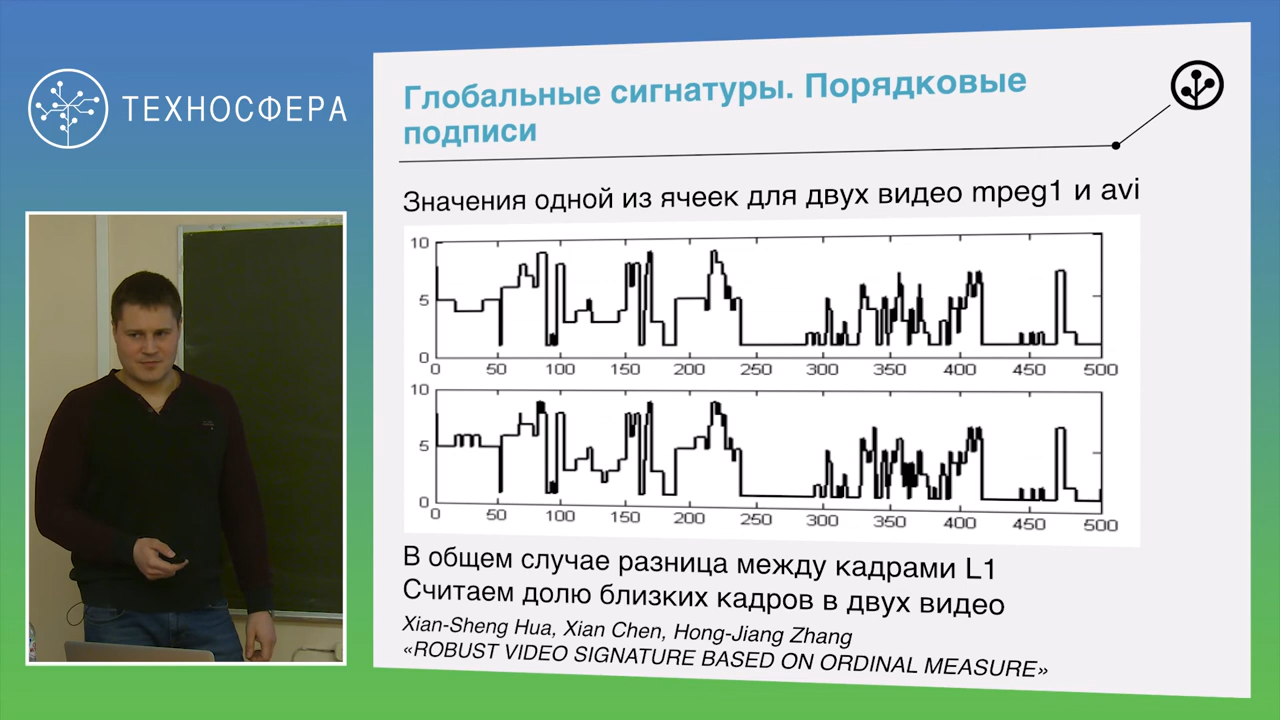 ТЕХНОСФЕРА
Глобальные сигнатуры. Порядковые
подписи
Значения одной из ячеек для двух видео mpeg1 и avi
10
5
0
0 50 100 150 200 250 300 350 400 450 500
10
5
0
0 50 100 150 200 250 300 350 400 450 500
В общем случае разница между кадрами L1
Считаем долю близких кадров в двух видео
Xian-Sheng Hua, Xian Chen, Hong-Jiang Zhang
«ROBUST VIDEO SIGNATURE BASED ON ORDINAL MEASURE»